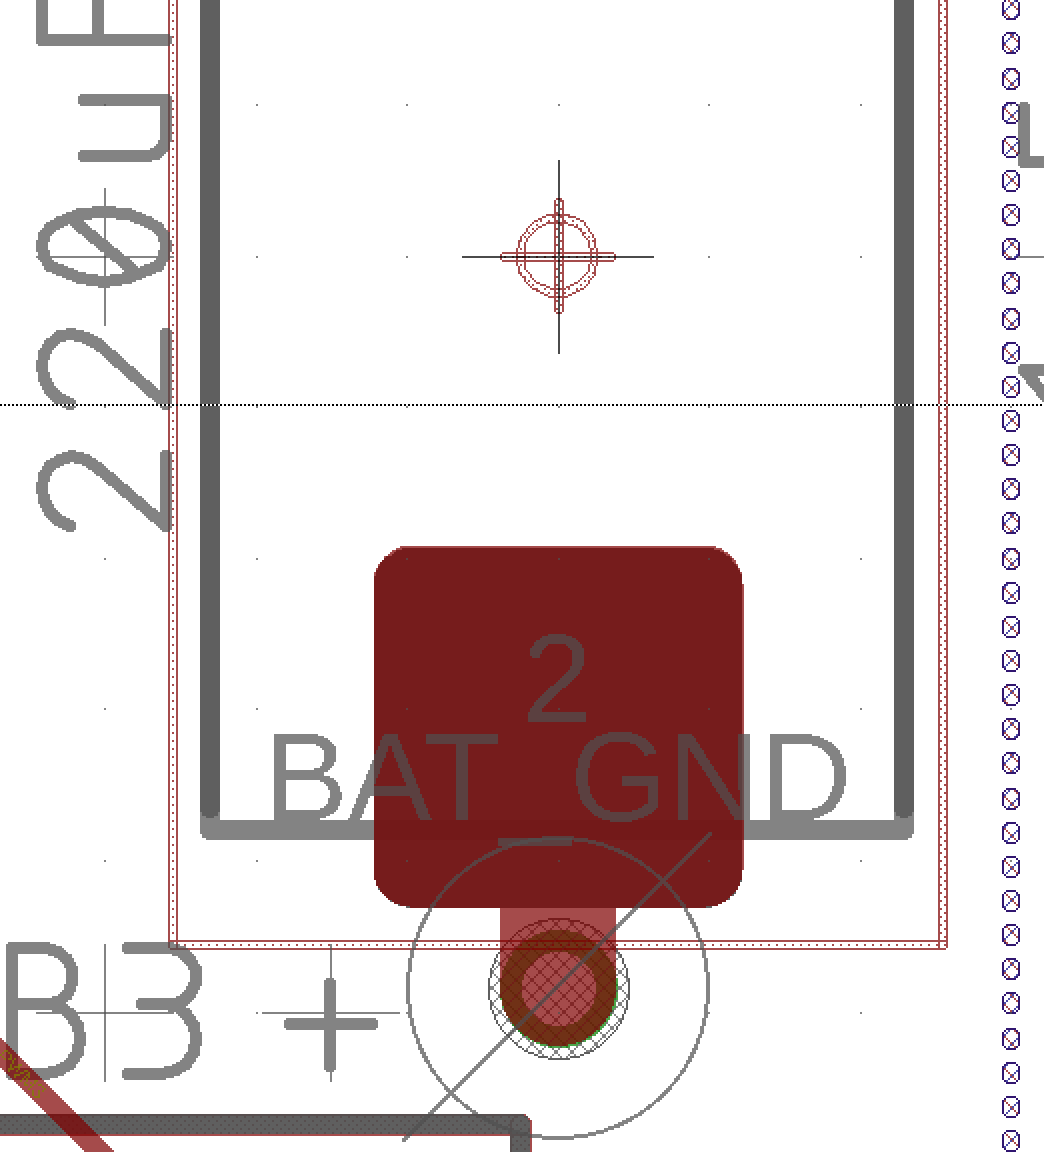 220uF
2
BAT_GND
B3 +